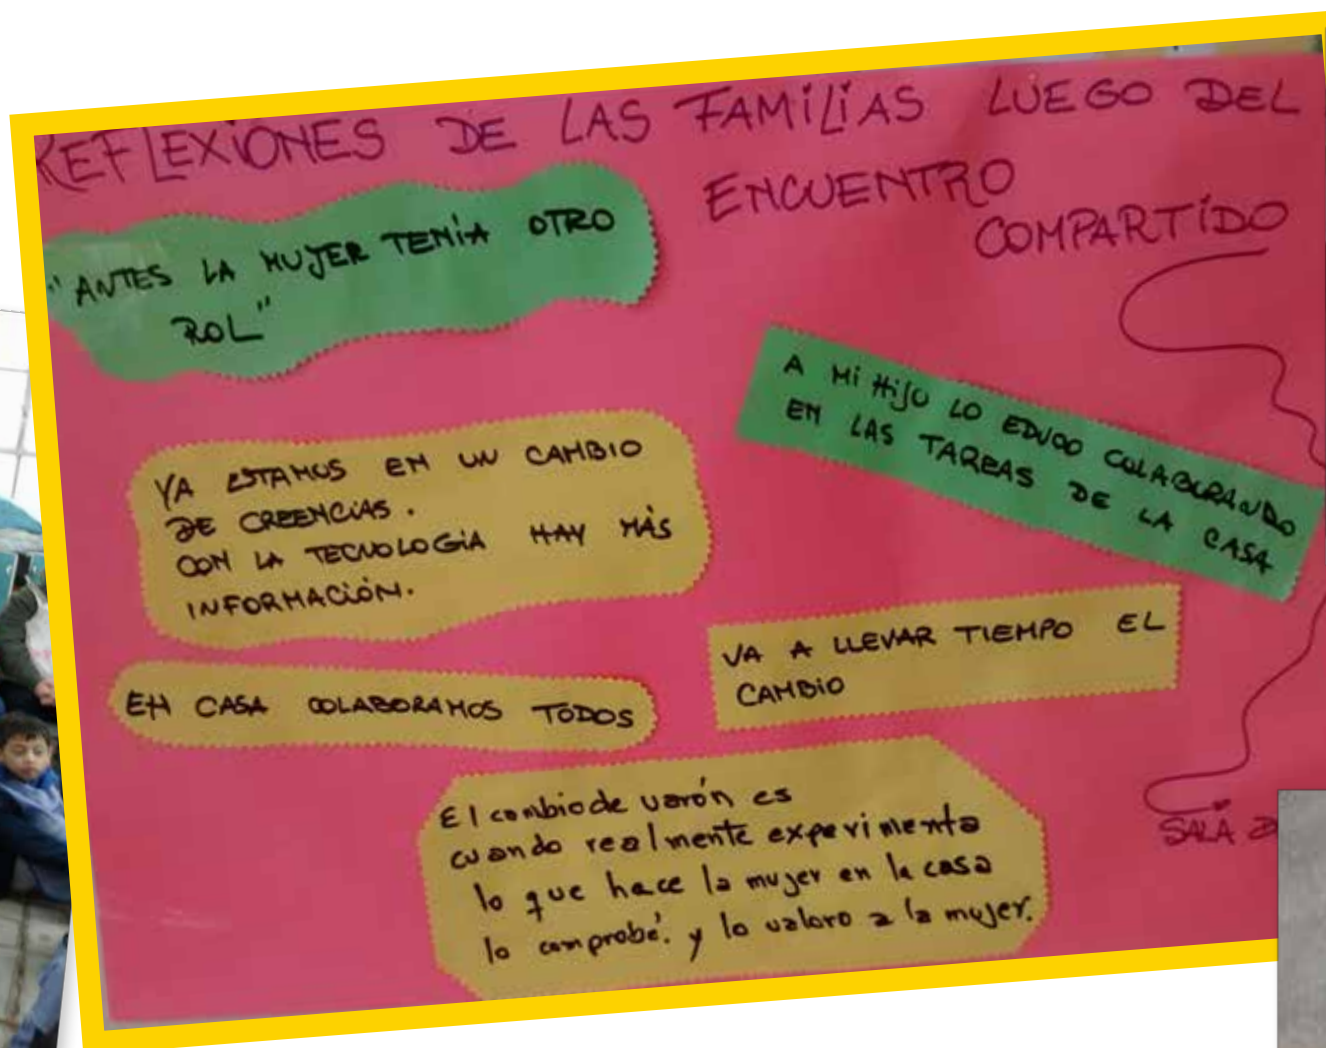 REFLEXIONES DE LAS FAMILIAS LUEGO DEL
ENCUENTRO
COMPARTIDO
"ANTES LA MUJER TENÍA OTRO
ROL"
A MI HIJO LO EDUCO COLABORANDO
EN LAS TAREAS DE LA CASA
YA ESTAMOS EN UN CAMBIO
DE CREENCIAS.
CON LA TECNOLOGÍA HAY MÁS
INFORMACIÓN.
VA A LLEVAR TIEMPO EL
CAMBIO
EN CASA COLABORAMOS TODOS
El cambio de varón es
cuando realmente experimenta
lo que hace la mujer en la casa
lo comprobé. y lo valoro a la mujer.
SALA